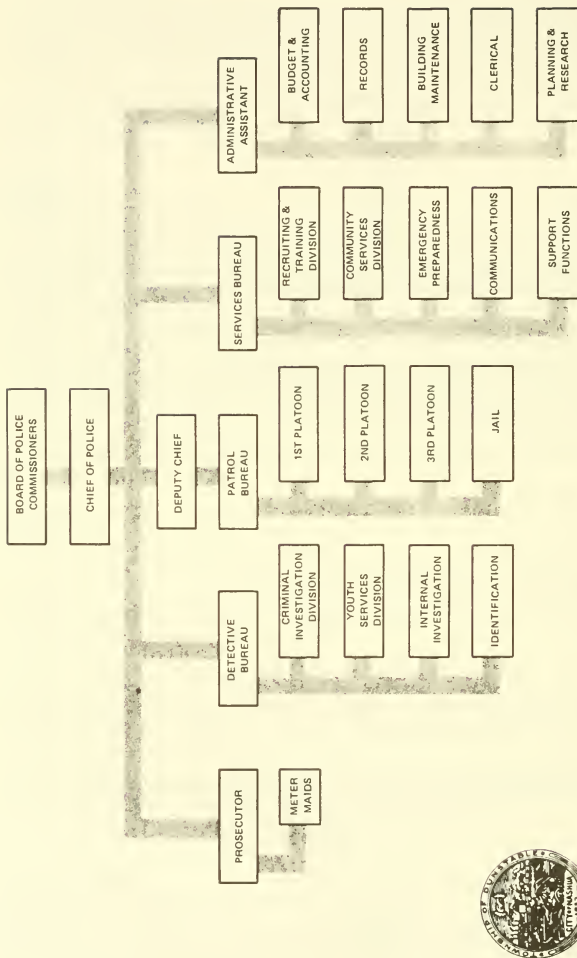 BOARD OF POLICE
COMMISSIONERS
CHIEF OF POLICE
DEPUTY CHIEF
PROSECUTOR
METER
MAIDS
DETECTIVE
BUREAU
CRIMINAL
INVESTIGATION
DIVISION
YOUTH
SERVICES
DIVISION
INTERNAL
INVESTIGATION
IDENTIFICATION
PATROL
BUREAU
1ST PLATOON
2ND PLATOON
3RD PLATOON
JAIL
SERVICES BUREAU
RECRUITING &
TRAINING
DIVISION
COMMUNITY
SERVICES
DIVISION
EMERGENCY
PREPAREDNESS
COMMUNICATIONS
SUPPORT
FUNCTIONS
ADMINISTRATIVE
ASSISTANT
BUDGET &
ACCOUNTING
RECORDS
BUILDING
MAINTENANCE
CLERICAL
PLANNING &
RESEARCH
TOWNSHIP OF DUNSTABLE
CITY OF NASHUA